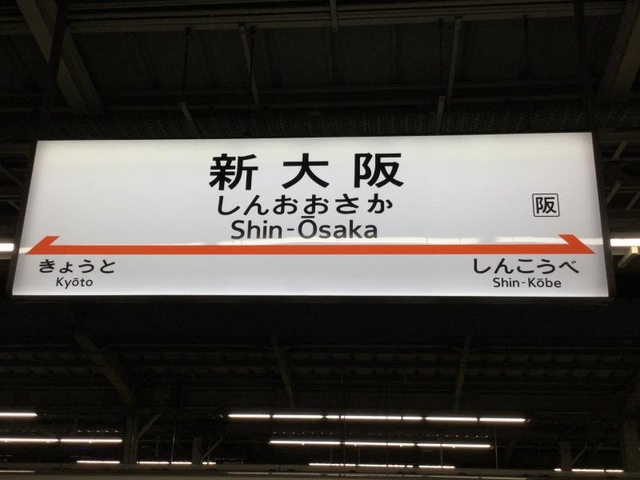 新大阪
しんおおさか
Shin-Ōsaka
阪
きょうと
Kyōto
しんこうべ
Shin-Kōbe